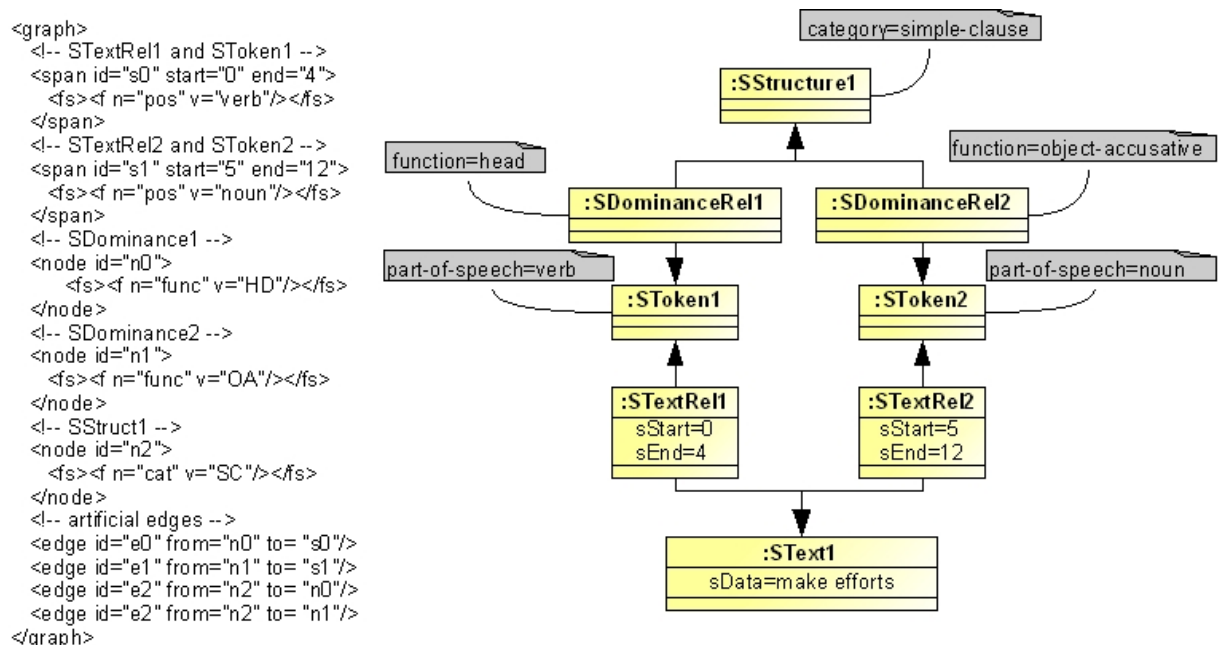 <graph>
<!-- STextRel1 and SToken1 -->
<span id="s0" start="0" end="4">
<fs><f n="pos" v="verb"/></fs>
</span>
<!-- STextRel2 and SToken2 -->
<span id="s1" start="5" end="12">
<fs><f n="pos" v="noun"/></fs>
</span>
<!-- SDominance1 -->
<node id="n0">
<fs><f n="func" v="HD"/></fs>
</node>
<!-- SDominance2 -->
<node id="n1">
<fs><f n="func" v="OA"/></fs>
</node>
<!-- SStruct1 -->
<node id="n2">
<fs><f n="cat" v="SC"/></fs>
</node>
<!-- artificial edges -->
<edge id="e0" from="n0" to= "s0"/>
<edge id="e1" from="n1" to= "s1"/>
<edge id="e2" from="n2" to= "n0"/>
<edge id="e2" from="n2" to= "n1"/>
</graph>
category=simple-clause
:SStructure1
function=head
function=object-accusative
:SDominanceRel1
:SDominanceRel2
part-of-speech=verb
part-of-speech=noun
:SToken1
:SToken2
:STextRel1
sStart=0
sEnd=4
:STextRel2
sStart=5
sEnd=12
:SText1
sData=make efforts